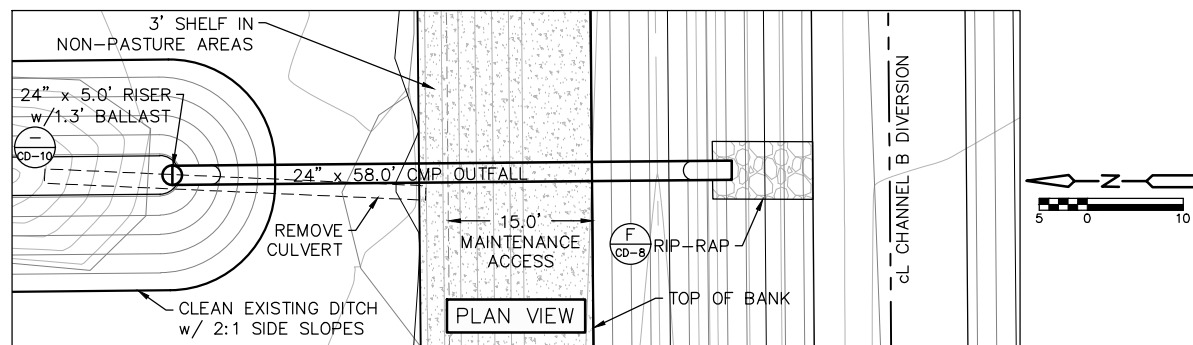 3' SHELF IN
NON-PASTURE AREAS
24" x 5.0' RISER
w/1.3' BALLAST
—
CD-10
24" x 58.0' CMP OUTFALL
REMOVE
CULVERT
15.0'
MAINTENANCE
ACCESS
F
CD-8
RIP-RAP
CLEAN EXISTING DITCH
w/ 2:1 SIDE SLOPES
PLAN VIEW
TOP OF BANK
cL CHANNEL B DIVERSION
N
5 0 10